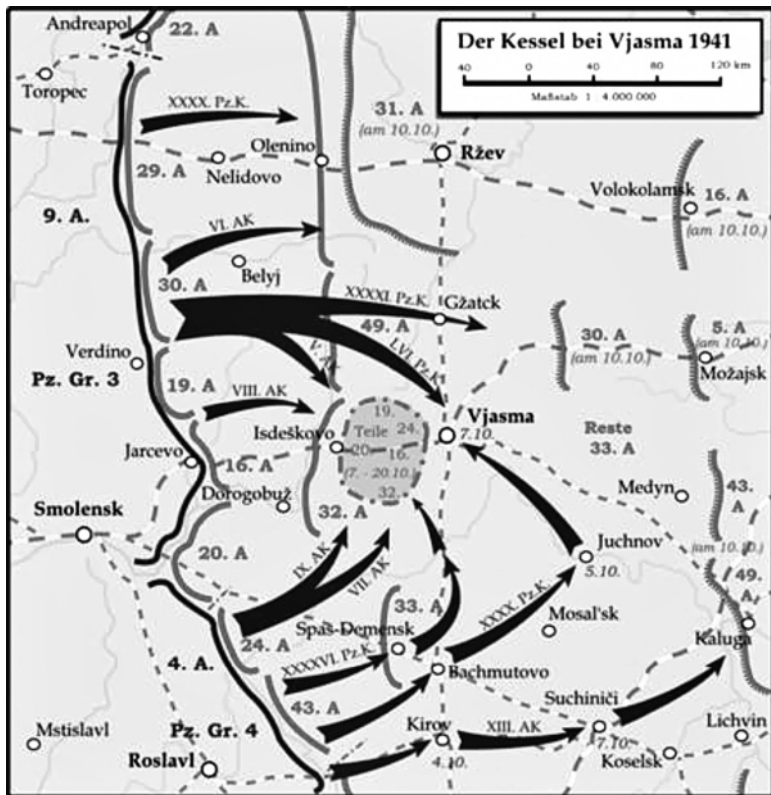 Der Kessel bei Vjasma 1941
40 0 40 80 120 km
Maßstab 1 : 4.000.000
Andreapol
22. A
Toropec
XXXX. Pz.K.
31. A
(am 10.10.)
Olenino
Ržev
29. A
Nelidovo
Volokolamsk
16. A
(am 10.10.)
9. A.
VI. AK
Belyj
30. A
XXXXI. Pz.K.
Gžatck
49. A
30. A
(am 10.10.)
5. A
(am 10.10.)
Možajsk
Verdino
V. AK
LVI. Pz.K.
Pz. Gr. 3
19. A
VIII. AK
19.
Teile
24.
Vjasma
7.10.
Isdeškovo
20.
16.
(7. - 20.10.)
32.
Reste
33. A
Jarcevo
16. A
Dorogobuž
32. A
Medyn
43.
A
(am 10.10.)
Smolensk
20. A
IX. AK
VII. AK
Juchnov
5.10.
49.
A
33. A
XXXX. Pz.K.
24. A
Spas-Demensk
Mosal'sk
Kaluga
4. A.
XXXXVI. Pz.K.
Bachmutovo
43. A
Suchiniči
7.10.
Mstislavl
Pz. Gr. 4
Kirov
4.10.
XIII. AK
Lichvin
Roslavl
Koselsk